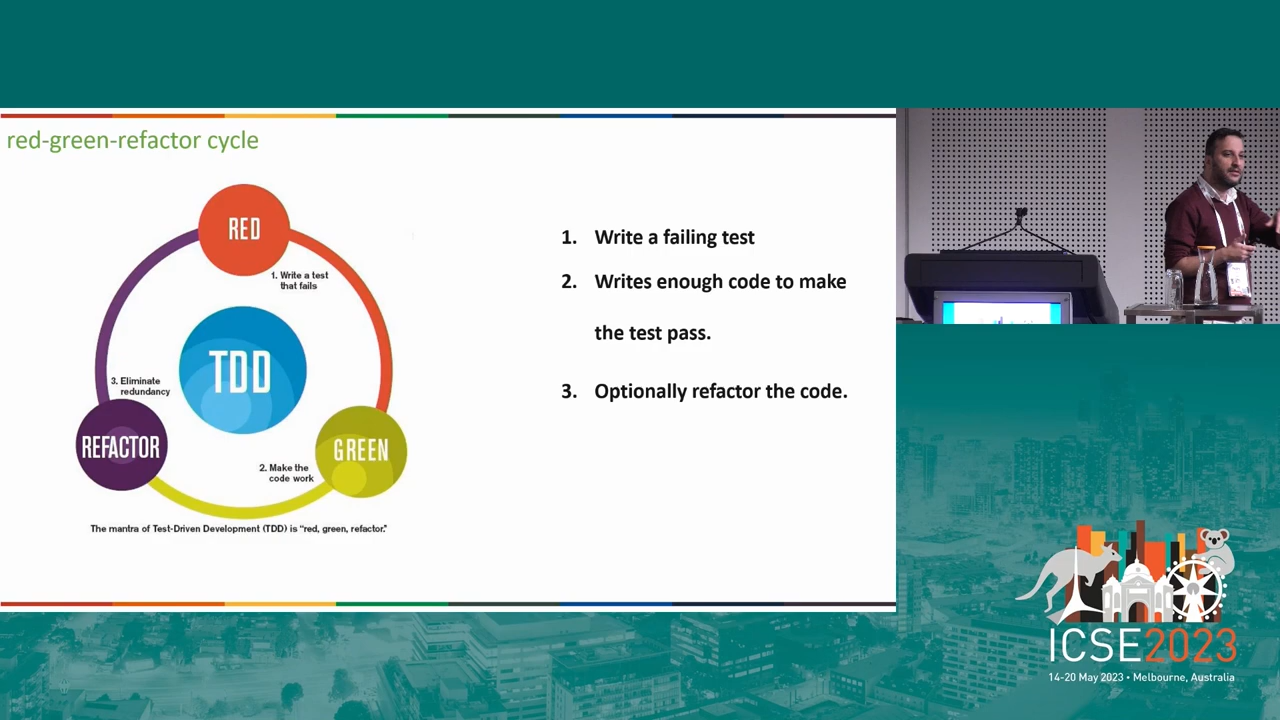 red-green-refactor cycle
RED
1. Write a test
that fails
TDD
3. Eliminate
redundancy
REFACTOR
GREEN
2. Make the
code work
The mantra of Test-Driven Development (TDD) is “red, green, refactor.”
1. Write a failing test
2. Writes enough code to make
the test pass.
3. Optionally refactor the code.
ICSE2023
14-20 May 2023 • Melbourne, Australia